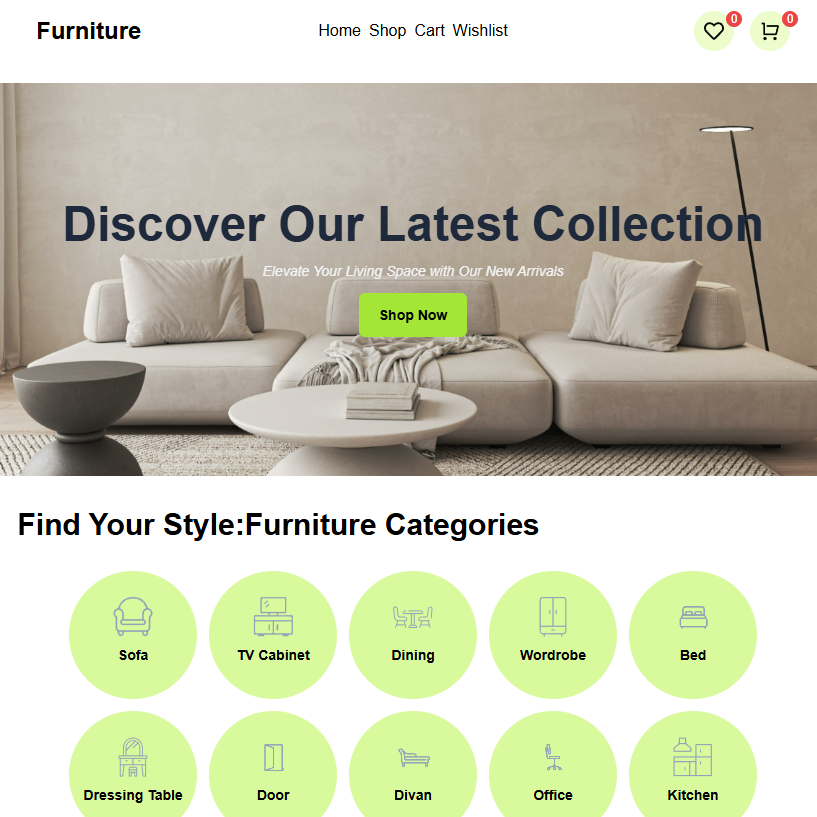 Furniture
Home Shop Cart Wishlist
0
0
Discover Our Latest Collection
Elevate Your Living Space with Our New Arrivals
Shop Now
Find Your Style:Furniture Categories
Sofa
TV Cabinet
Dining
Wordrobe
Bed
Dressing Table
Door
Divan
Office
Kitchen